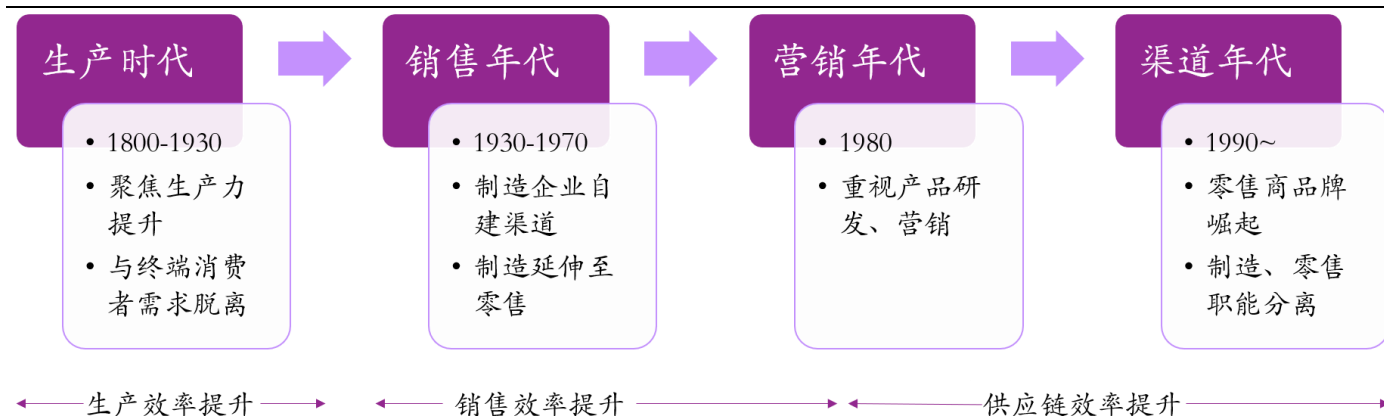 生产时代
• 1800-1930
• 聚焦生产力
提升
• 与终端消费
者需求脱离
销售年代
• 1930-1970
• 制造企业自
建渠道
• 制造延伸至
零售
营销年代
• 1980
• 重视产品研
发、营销
渠道年代
• 1990~
• 零售商品牌
崛起
• 制造、零售
职能分离
生产效率提升
销售效率提升
供应链效率提升